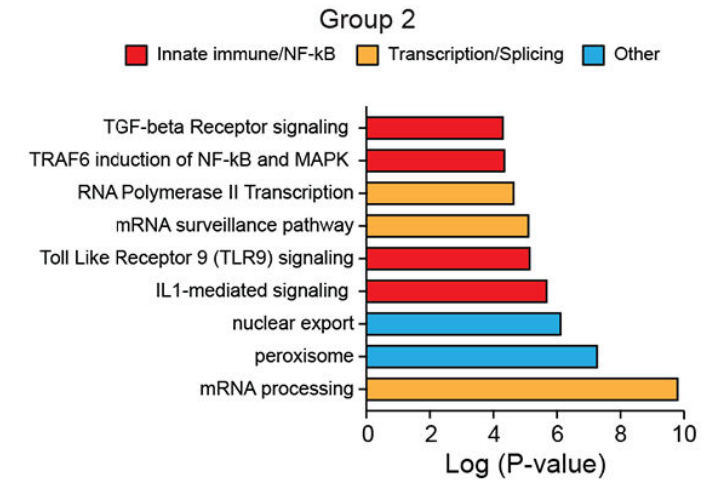 Group 2
Innate immune/NF-kB Transcription/Splicing Other
TGF-beta Receptor signaling
TRAF6 induction of NF-kB and MAPK
RNA Polymerase II Transcription
mRNA surveillance pathway
Toll Like Receptor 9 (TLR9) signaling
IL1-mediated signaling
nuclear export
peroxisome
mRNA processing
0 2 4 6 8 10
Log (P-value)